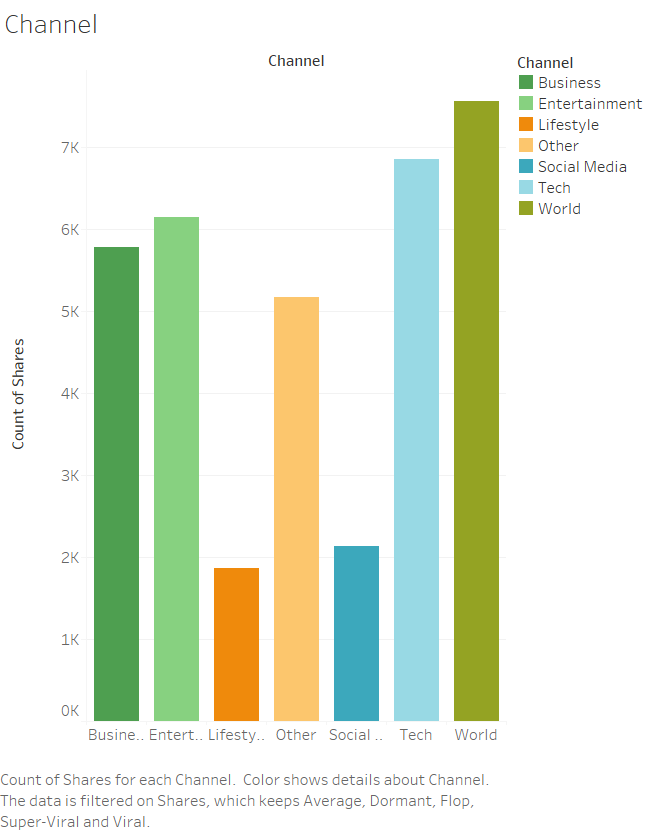 Channel
Channel
7K
6K
5K
4K
3K
2K
1K
0K
Count of Shares
Busine.. Entert.. Lifesty.. Other Social .. Tech World
Channel
Business
Entertainment
Lifestyle
Other
Social Media
Tech
World
Count of Shares for each Channel. Color shows details about Channel.
The data is filtered on Shares, which keeps Average, Dormant, Flop,
Super-Viral and Viral.